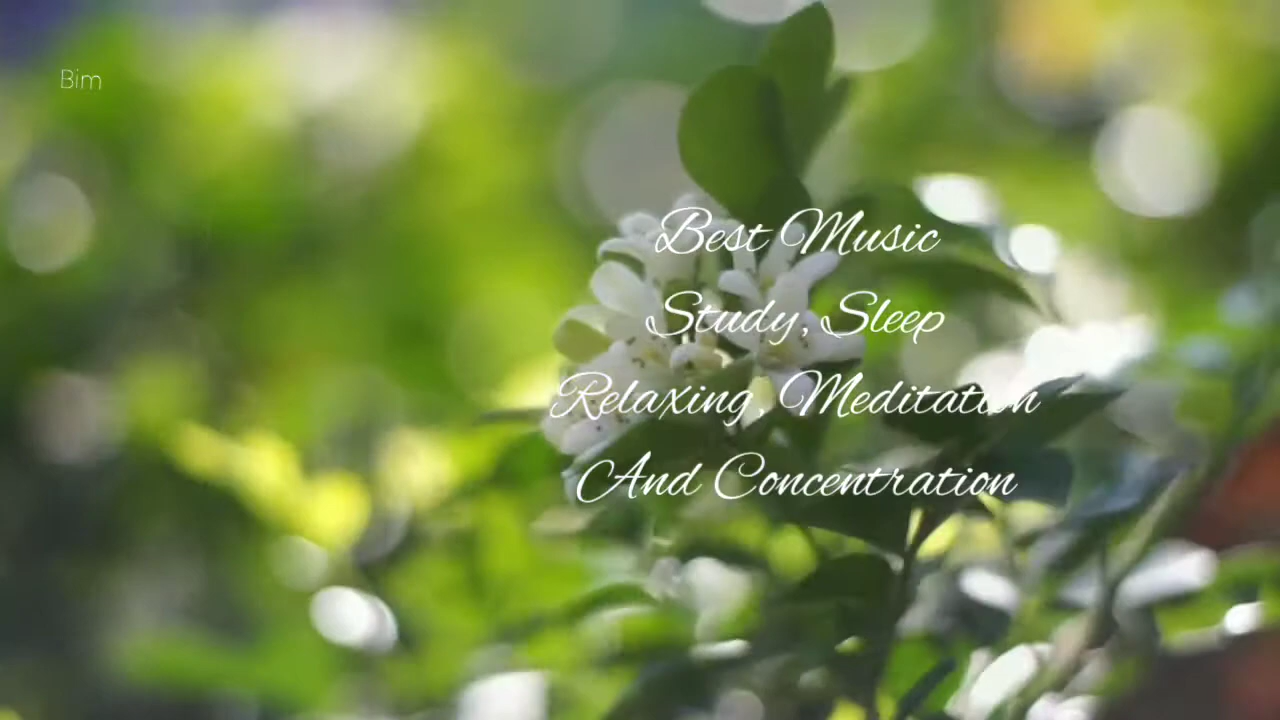 Bim
Best Music
Study, Sleep
Relaxing, Meditation
And Concentration